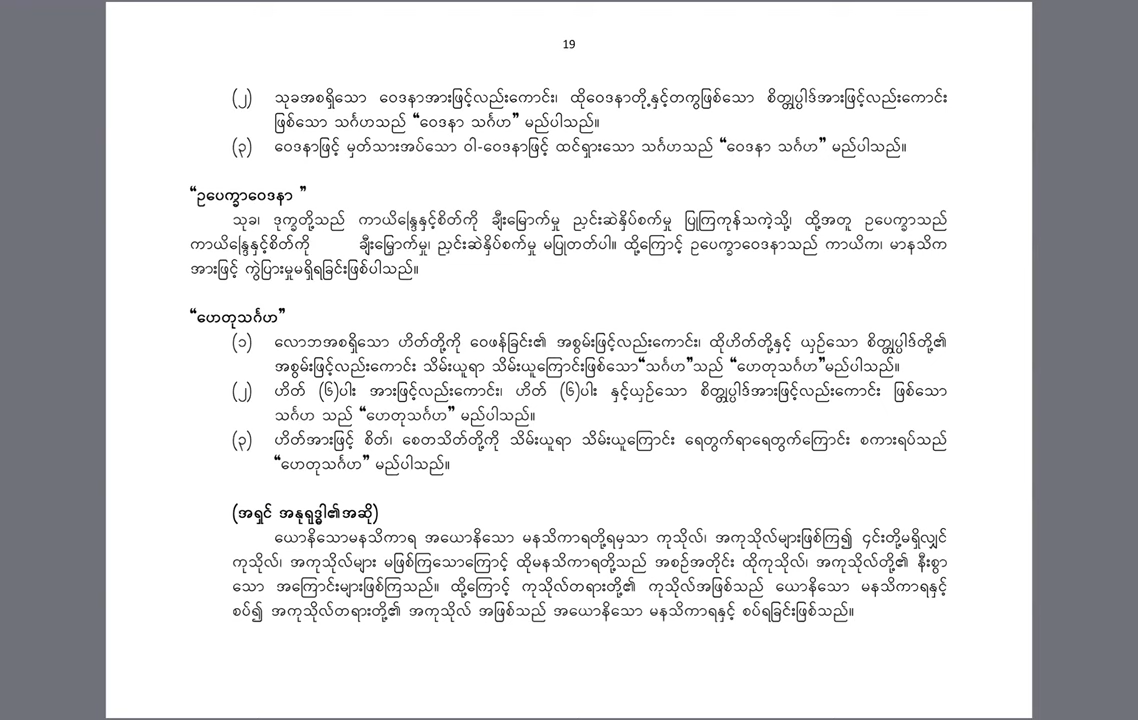 19
(၂) သုခအစရှိသော ဝေဒနာအားဖြင့်လည်းကောင်း၊ ထိုဝေဒနာတို့နှင့်တကွဖြစ်သော စိတ္တုပ္ပါဒ်အားဖြင့်လည်းကောင်း
ဖြစ်သော သင်္ဂဟသည် “ဝေဒနာ သင်္ဂဟ” မည်ပါသည်။
(၃) ဝေဒနာဖြင့် မှတ်သားအပ်သော ဝါ-ဝေဒနာဖြင့် ထင်ရှားသော သင်္ဂဟသည် “ဝေဒနာ သင်္ဂဟ” မည်ပါသည်။
“ဥပေက္ခာဝေဒနာ ”
သုခ၊ ဒုက္ခတို့သည် ကာယိန္ဒြေနှင့်စိတ်ကို ချီးမြှောက်မှု ညှင်းဆဲနှိပ်စက်မှု ပြုကြကုန်သကဲ့သို့၊ ထို့အတူ ဥပေက္ခာသည်
ကာယိန္ဒြေနှင့်စိတ်ကို ချီးမြှောက်မှု၊ ညှင်းဆဲနှိပ်စက်မှု မပြုတတ်ပါ။ ထို့ကြောင့် ဥပေက္ခာဝေဒနာသည် ကာယိက၊ မာနသိက
အားဖြင့် ကွဲပြားမှုမရှိရခြင်းဖြစ်ပါသည်။
“ဟေတုသင်္ဂဟ”
(၁) လောဘအစရှိသော ဟိတ်တို့ကို ဝေဖန်ခြင်း၏ အစွမ်းဖြင့်လည်းကောင်း၊ ထိုဟိတ်တို့နှင့် ယှဉ်သော စိတ္တုပ္ပါဒ်တို့၏
အစွမ်းဖြင့်လည်းကောင်း သိမ်းယူရာ သိမ်းယူကြောင်းဖြစ်သော“သင်္ဂဟ”သည် “ဟေတုသင်္ဂဟ”မည်ပါသည်။
(၂) ဟိတ် (၆)ပါး အားဖြင့်လည်းကောင်း၊ ဟိတ် (၆)ပါး နှင့်ယှဉ်သော စိတ္တုပ္ပါဒ်အားဖြင့်လည်းကောင်း ဖြစ်သော
သင်္ဂဟ သည် “ဟေတုသင်္ဂဟ” မည်ပါသည်။
(၃) ဟိတ်အားဖြင့် စိတ်၊ စေတသိတ်တို့ကို သိမ်းယူရာ သိမ်းယူကြောင်း ရေတွက်ရာရေတွက်ကြောင်း စကားရပ်သည်
“ဟေတုသင်္ဂဟ” မည်ပါသည်။
(အရှင် အနုရုဒ္ဓါ၏အဆို)
ယောနိသောမနသိကာရ အယောနိသော မနသိကာရတို့ရမှသာ ကုသိုလ်၊ အကုသိုလ်များဖြစ်ကြ၍ ၄င်းတို့မရှိလျှင်
ကုသိုလ်၊ အကုသိုလ်များ မဖြစ်ကြသောကြောင့် ထိုမနသိကာရတို့သည် အစဉ်အတိုင်း ထိုကုသိုလ်၊ အကုသိုလ်တို့၏ နီးစွာ
သော အကြောင်းများဖြစ်ကြသည်။ ထို့ကြောင့် ကုသိုလ်တရားတို့၏ ကုသိုလ်အဖြစ်သည် ယောနိသော မနသိကာရနှင့်
စပ်၍ အကုသိုလ်တရားတို့၏ အကုသိုလ် အဖြစ်သည် အယောနိသော မနသိကာရနှင့် စပ်ရခြင်းဖြစ်သည်။